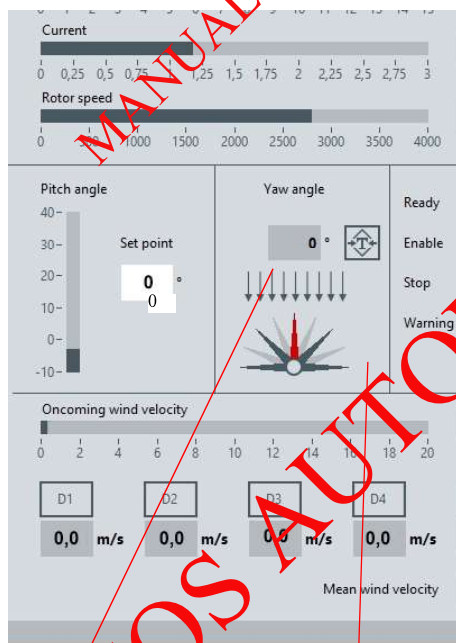 Current
0 0,25 0,5 0,75 1,25 1,5 1,75 2 2,25 2,5 2,75 3
Rotor speed
0 500 1000 1500 2000 2500 3000 3500 4000
Pitch angle
Yaw angle
Ready
40
0 °
T
30
Set point
Enable
20
0 °
Stop
0
10
Warning
0
-10
Oncoming wind velocity
0 2 4 6 8 10 12 14 16 18 20
D1 D2 D3 D4
0,0 m/s 0,0 m/s 0,0 m/s 0,0 m/s
Mean wind velocity
MANUAL
OS AUTO